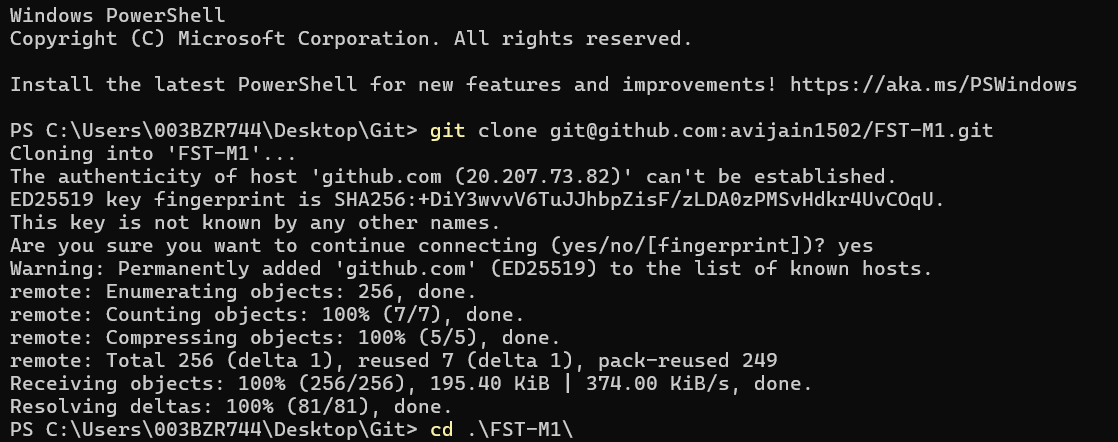 Windows PowerShell
Copyright (C) Microsoft Corporation. All rights reserved.
Install the latest PowerShell for new features and improvements! https://aka.ms/PSWindows
PS C:\Users\003BZR744\Desktop\Git> git clone git@github.com:avijain1502/FST-M1.git
Cloning into 'FST-M1'...
The authenticity of host 'github.com (20.207.73.82)' can't be established.
ED25519 key fingerprint is SHA256:+DiY3wvvV6TuJJhbpZisF/zLDA0zPMSvHdkr4UvCOqU.
This key is not known by any other names.
Are you sure you want to continue connecting (yes/no/[fingerprint])? yes
Warning: Permanently added 'github.com' (ED25519) to the list of known hosts.
remote: Enumerating objects: 256, done.
remote: Counting objects: 100% (7/7), done.
remote: Compressing objects: 100% (5/5), done.
remote: Total 256 (delta 1), reused 7 (delta 1), pack-reused 249
Receiving objects: 100% (256/256), 195.40 KiB | 374.00 KiB/s, done.
Resolving deltas: 100% (81/81), done.
PS C:\Users\003BZR744\Desktop\Git> cd .\FST-M1\